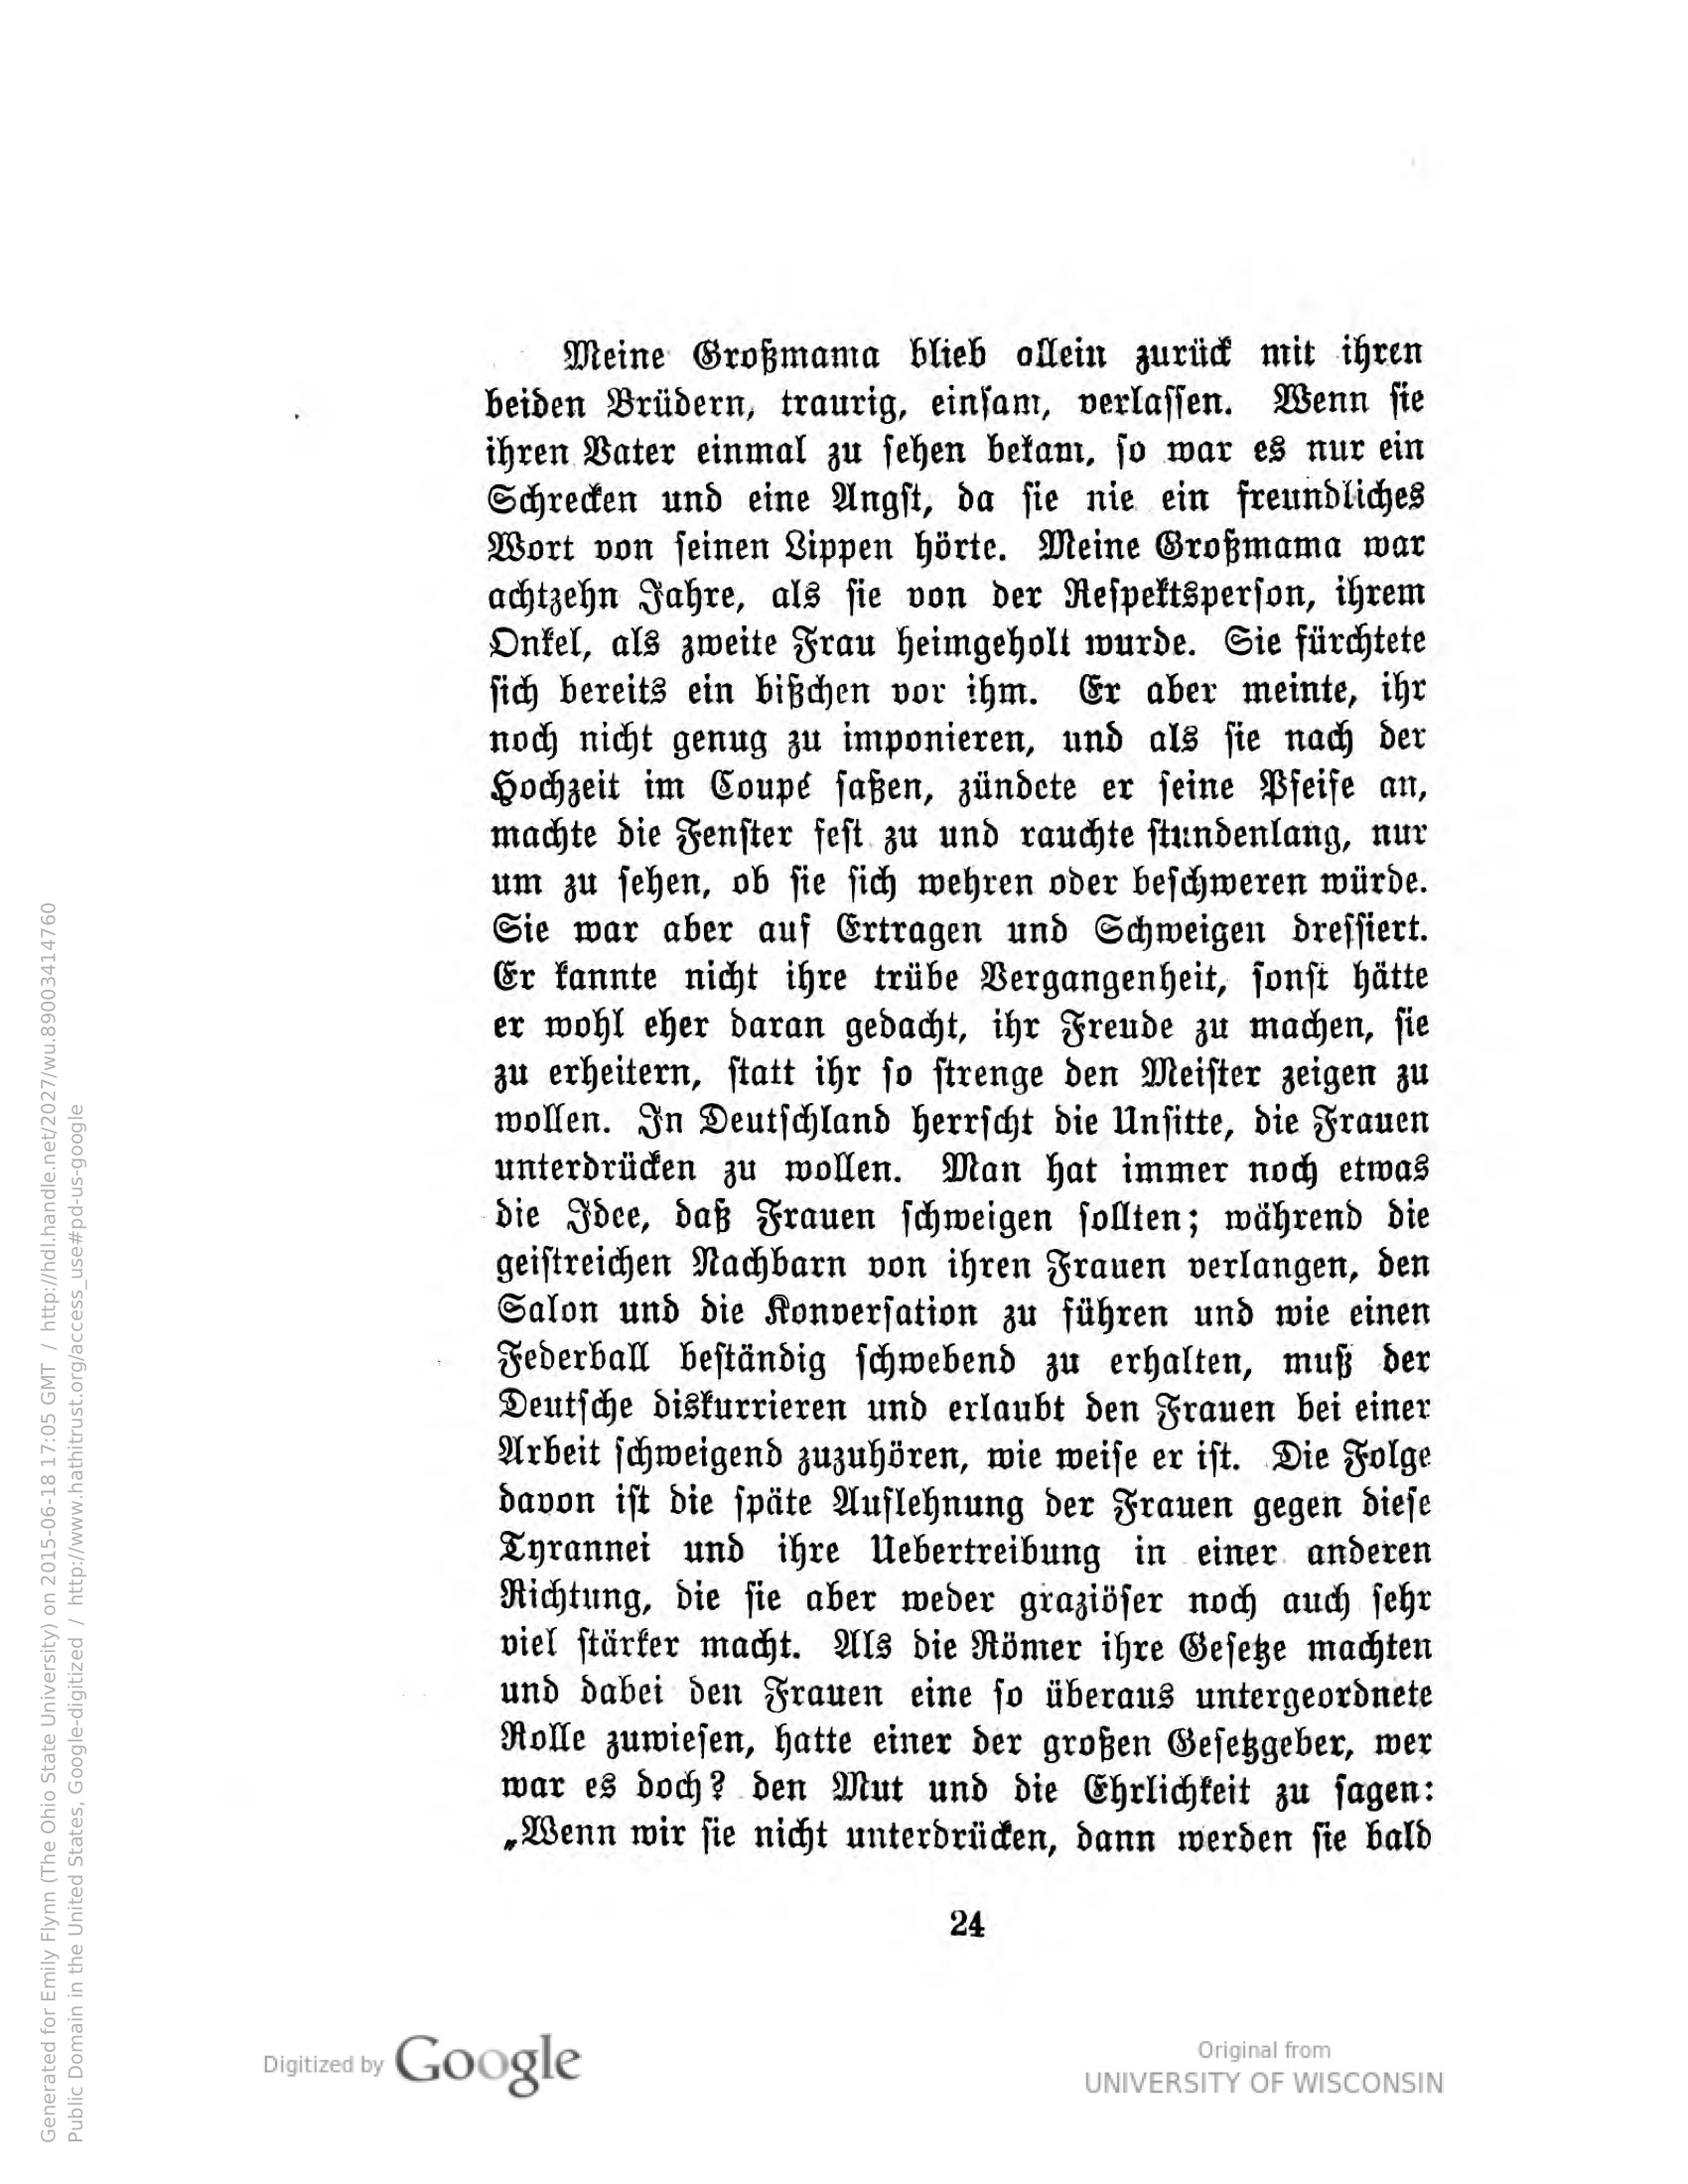 Meine Großmama blieb allein zurück mit ihren
beiden Brüdern, traurig, einsam, verlassen. Wenn sie
ihren Vater einmal zu sehen bekam, so war es nur ein
Schrecken und eine Angst, da sie nie ein freundliches
Wort von seinen Lippen hörte. Meine Großmama war
achtzehn Jahre, als sie von der Respektsperson, ihrem
Onkel, als zweite Frau heimgeholt wurde. Sie fürchtete
sich bereits ein bißchen vor ihm. Er aber meinte, ihr
noch nicht genug zu imponieren, und als sie nach der
Hochzeit im Coupé saßen, zündete er seine Pfeife an,
machte die Fenster fest zu und rauchte stundenlang, nur
um zu sehen, ob sie sich wehren oder beschweren würde.
Sie war aber auf Ertragen und Schweigen dressiert.
Er kannte nicht ihre trübe Vergangenheit, sonst hätte
er wohl eher daran gedacht, ihr Freude zu machen, sie
zu erheitern, statt ihr so strenge den Meister zeigen zu
wollen. In Deutschland herrscht die Unsitte, die Frauen
unterdrücken zu wollen. Man hat immer noch etwas
die Idee, daß Frauen schweigen sollten; während die
geistreichen Nachbarn von ihren Frauen verlangen, den
Salon und die Konversation zu führen und wie einen
Federball beständig schwebend zu erhalten, muß der
Deutsche diskurrieren und erlaubt den Frauen bei einer
Arbeit schweigend zuzuhören, wie weise er ist. Die Folge
davon ist die späte Auflehnung der Frauen gegen diese
Tyrannei und ihre Uebertreibung in einer anderen
Richtung, die sie aber weder graziöser noch auch sehr
viel stärker macht. Als die Römer ihre Gesetze machten
und dabei den Frauen eine so überaus untergeordnete
Rolle zuwiesen, hatte einer der großen Gesetzgeber, wer
war es doch? den Mut und die Ehrlichkeit zu sagen:
„Wenn wir sie nicht unterdrücken, dann werden sie bald
24
Digitized by Google
Original from
UNIVERSITY OF WISCONSIN
Generated for Emily Flynn (The Ohio State University) on 2015-06-18 17:05 GMT / http://hdl.handle.net/2027/wu.89003414760
Public Domain in the United States, Google-digitized / http://www.hathitrust.org/access_use#pd-us-google